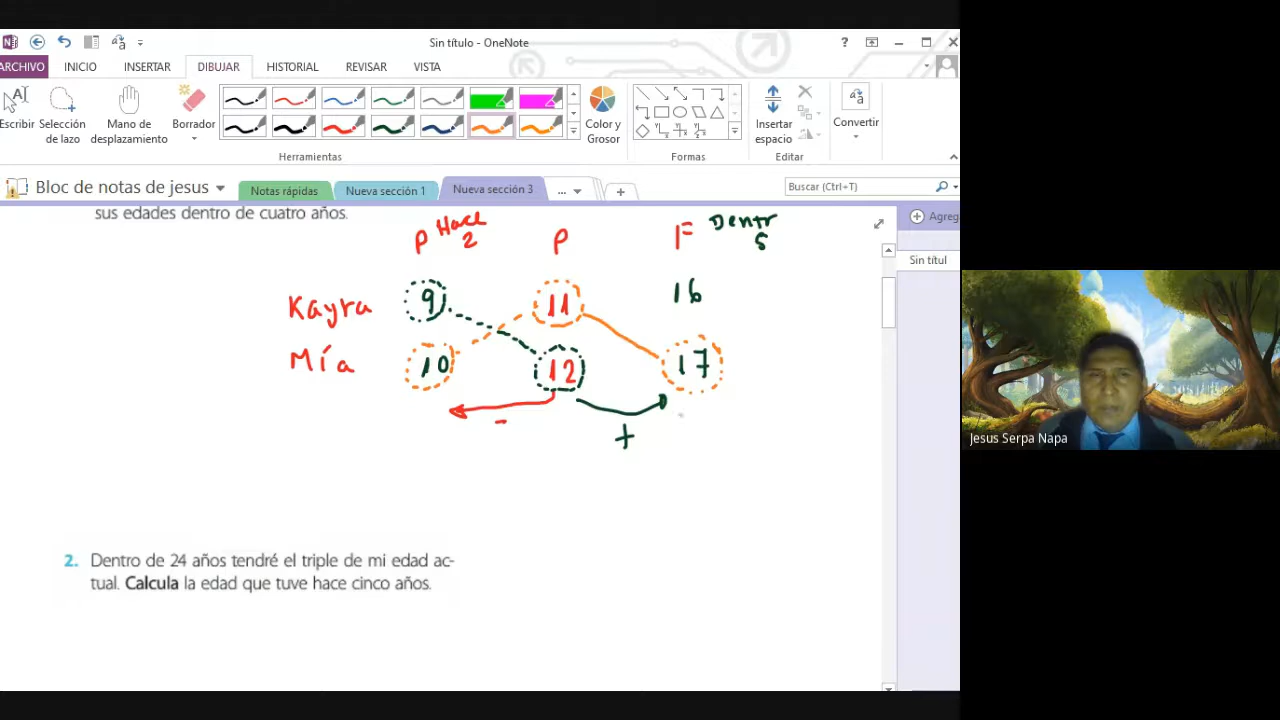 Sin título - OneNote
ARCHIVO INICIO INSERTAR DIBUJAR HISTORIAL REVISAR VISTA
Escribir
Selección de lazo
Mano de desplazamiento
Borrador
Color y Grosor
Insertar espacio
Convertir
Herramientas
Formas
Editar
Bloc de notas de jesus
Notas rápidas
Nueva sección 1
Nueva sección 3
...
Buscar (Ctrl+T)
Agreg
Sin títul
sus edades dentro de cuatro años.
P Hace 2 P F Dentr 5
Kayra 9 11 16
Mía 10 12 17
- +
2. Dentro de 24 años tendré el triple de mi edad ac-
tual. Calcula la edad que tuve hace cinco años.
Jesus Serpa Napa